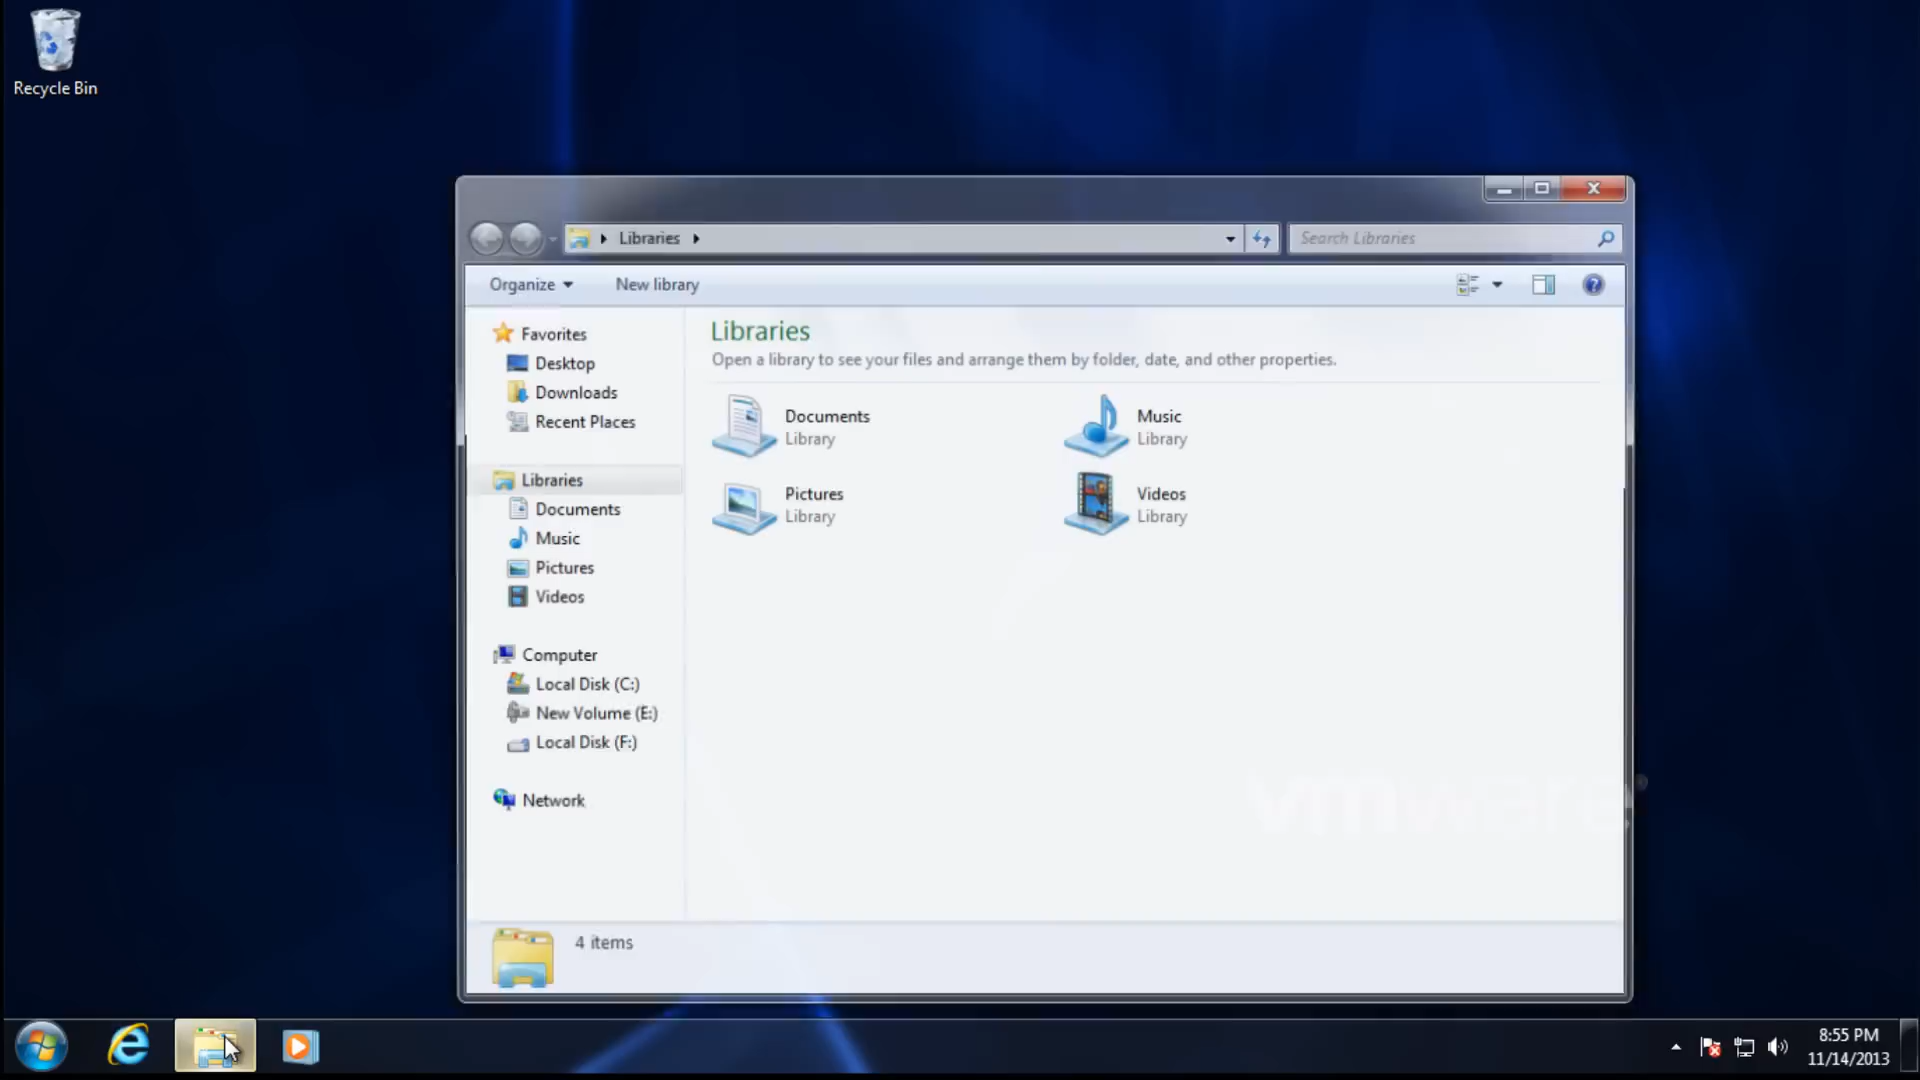 Recycle Bin
Libraries
Search Libraries
Organize
New library
Favorites
Desktop
Downloads
Recent Places
Libraries
Documents
Music
Pictures
Videos
Computer
Local Disk (C:)
New Volume (E:)
Local Disk (F:)
Network
Libraries
Open a library to see your files and arrange them by folder, date, and other properties.
Documents
Library
Music
Library
Pictures
Library
Videos
Library
vmware®
4 items
8:55 PM
11/14/2013